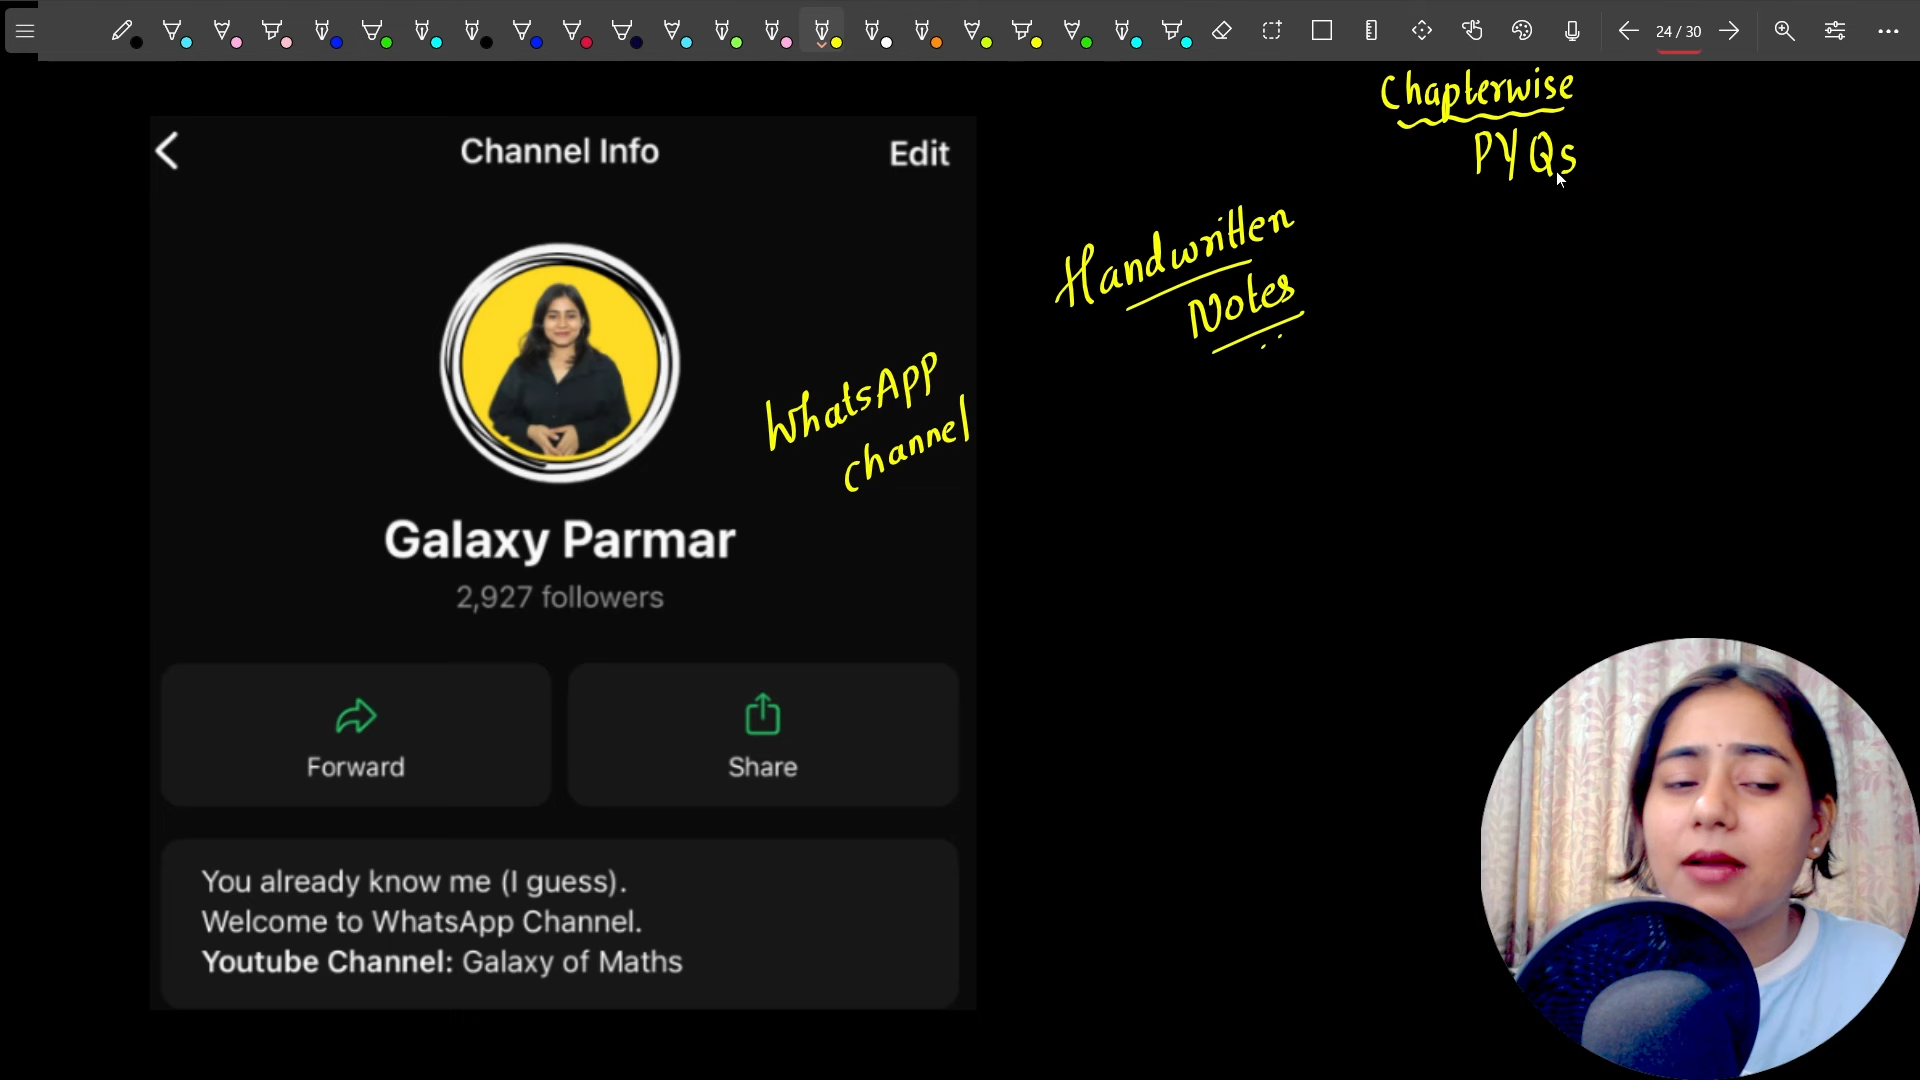 24 / 30
Chapterwise
PYQs
Channel Info
Edit
Handwritten
Notes
WhatsApp
channel
Galaxy Parmar
2,927 followers
Forward
Share
You already know me (I guess).
Welcome to WhatsApp Channel.
Youtube Channel: Galaxy of Maths